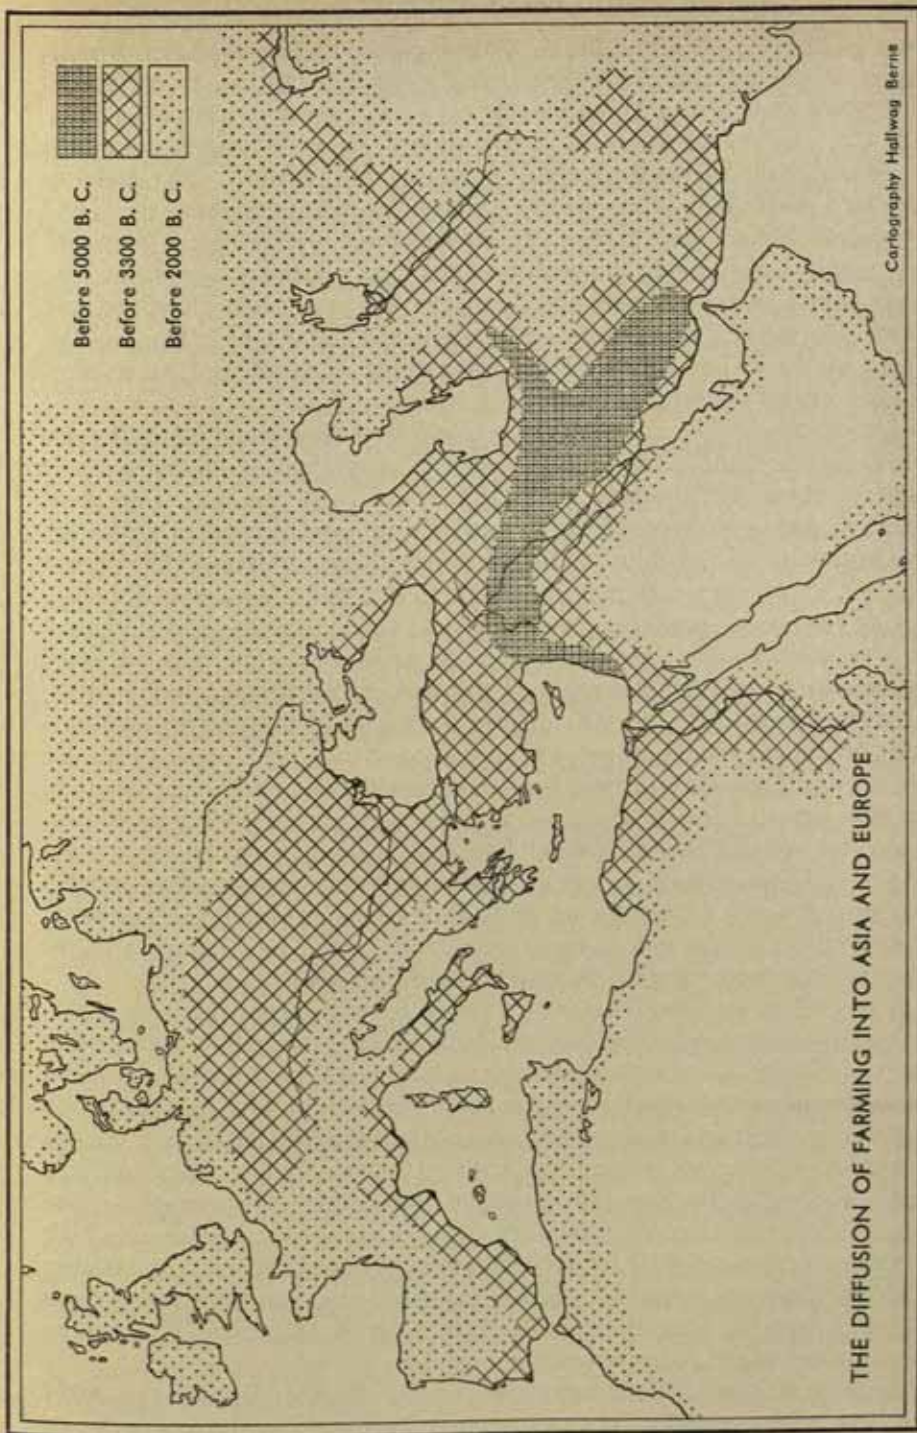 Before 5000 B. C.
Before 3300 B. C.
Before 2000 B. C.
THE DIFFUSION OF FARMING INTO ASIA AND EUROPE
Cartography Hallwag Berne